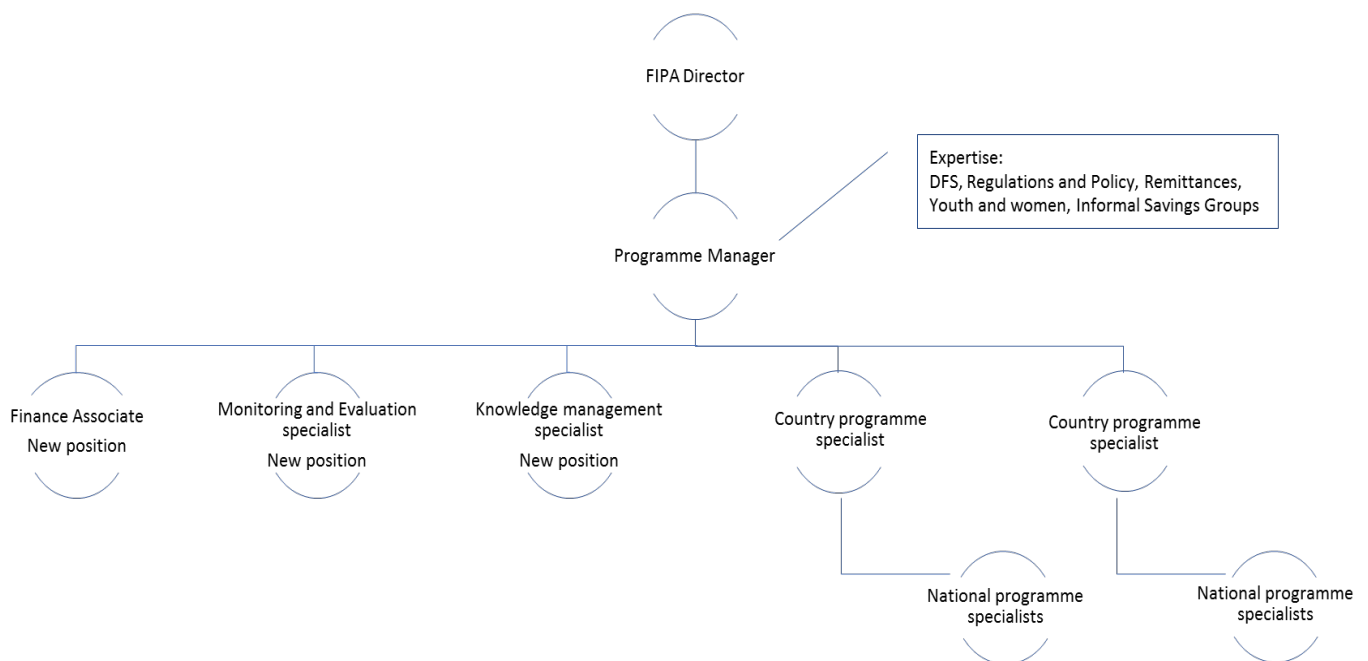 FIPA Director
Expertise:
DFS, Regulations and Policy, Remittances,
Youth and women, Informal Savings Groups
Programme Manager
Finance Associate
New position
Monitoring and Evaluation
specialist
New position
Knowledge management
specialist
New position
Country programme
specialist
Country programme
specialist
National programme
specialists
National programme
specialists